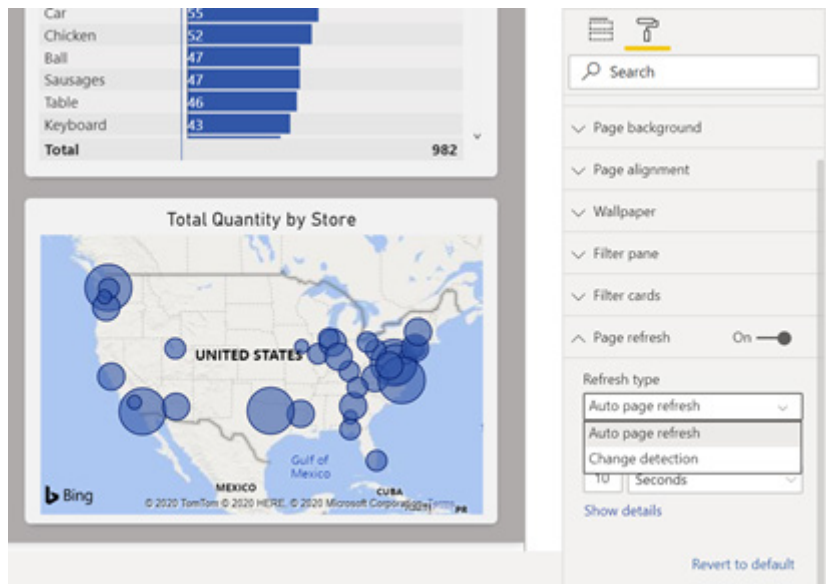 Car 55
Chicken 52
Ball 47
Sausages 47
Table 46
Keyboard 43
Total 982
Total Quantity by Store
UNITED STATES
Gulf of
Mexico
MEXICO
CUBA
PR
Bing
© 2020 TomTom © 2020 HERE, © 2020 Microsoft Corporation Terms
Search
Page background
Page alignment
Wallpaper
Filter pane
Filter cards
Page refresh On
Refresh type
Auto page refresh
Auto page refresh
Change detection
10 Seconds
Show details
Revert to default